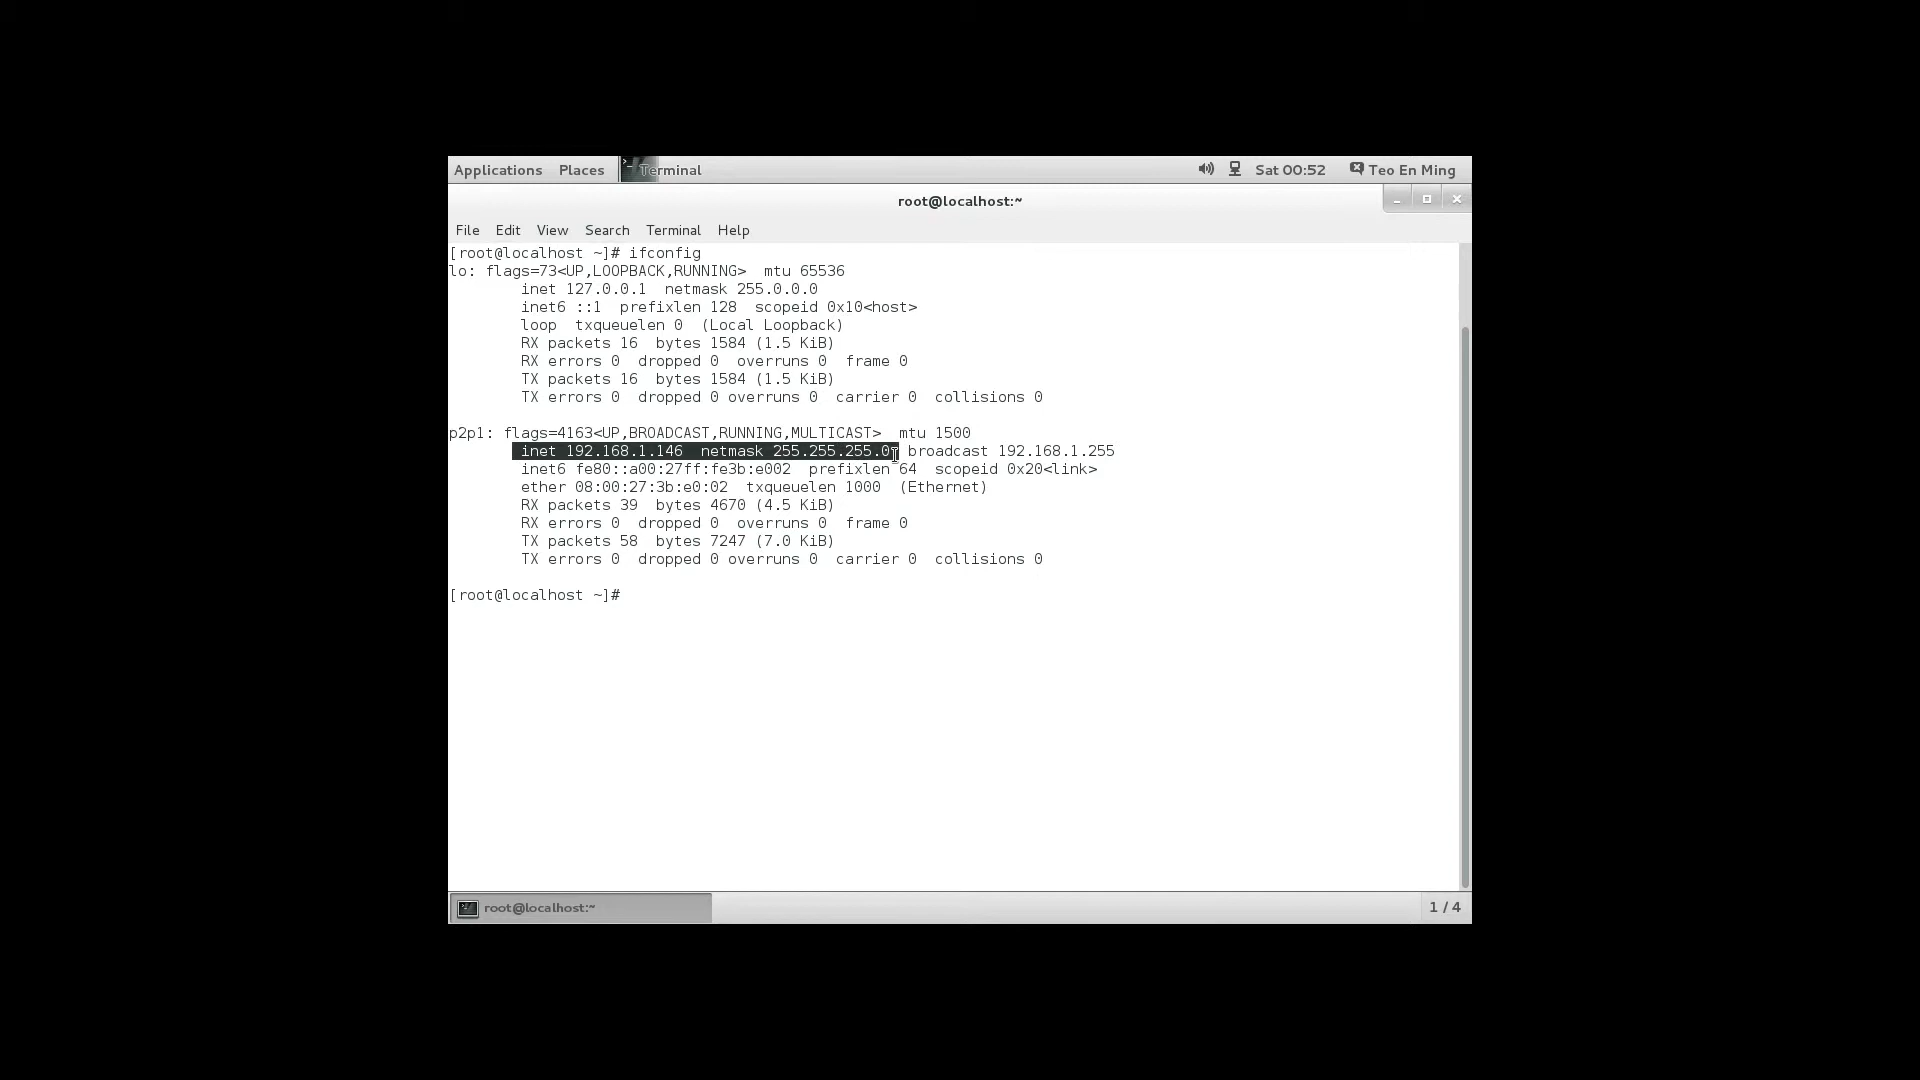 Applications Places Terminal Sat 00:52 Teo En Ming
root@localhost:~
File Edit View Search Terminal Help
[root@localhost ~]# ifconfig
lo: flags=73<UP,LOOPBACK,RUNNING>  mtu 65536
        inet 127.0.0.1  netmask 255.0.0.0
        inet6 ::1  prefixlen 128  scopeid 0x10<host>
        loop  txqueuelen 0  (Local Loopback)
        RX packets 16  bytes 1584 (1.5 KiB)
        RX errors 0  dropped 0  overruns 0  frame 0
        TX packets 16  bytes 1584 (1.5 KiB)
        TX errors 0  dropped 0 overruns 0  carrier 0  collisions 0
p2p1: flags=4163<UP,BROADCAST,RUNNING,MULTICAST>  mtu 1500
        inet 192.168.1.146  netmask 255.255.255.0  broadcast 192.168.1.255
        inet6 fe80::a00:27ff:fe3b:e002  prefixlen 64  scopeid 0x20<link>
        ether 08:00:27:3b:e0:02  txqueuelen 1000  (Ethernet)
        RX packets 39  bytes 4670 (4.5 KiB)
        RX errors 0  dropped 0  overruns 0  frame 0
        TX packets 58  bytes 7247 (7.0 KiB)
        TX errors 0  dropped 0 overruns 0  carrier 0  collisions 0
[root@localhost ~]#
root@localhost:~ 1 / 4